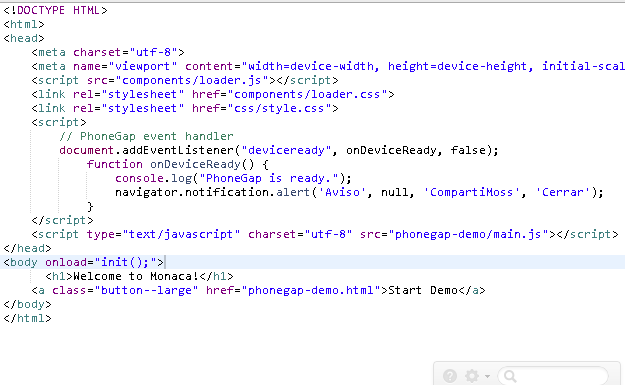 <!DOCTYPE HTML>
<html>
<head>
    <meta charset="utf-8">
    <meta name="viewport" content="width=device-width, height=device-height, initial-scal
    <script src="components/loader.js"></script>
    <link rel="stylesheet" href="components/loader.css">
    <link rel="stylesheet" href="css/style.css">
    <script>
        // PhoneGap event handler
        document.addEventListener("deviceready", onDeviceReady, false);
            function onDeviceReady() {
                console.log("PhoneGap is ready.");
                navigator.notification.alert('Aviso', null, 'CompartiMoss', 'Cerrar');
            }
    </script>
    <script type="text/javascript" charset="utf-8" src="phonegap-demo/main.js"></script>
</head>
<body onload="init();">
      <h1>Welcome to Monaca!</h1>
    <a class="button--large" href="phonegap-demo.html">Start Demo</a>
</body>
</html>